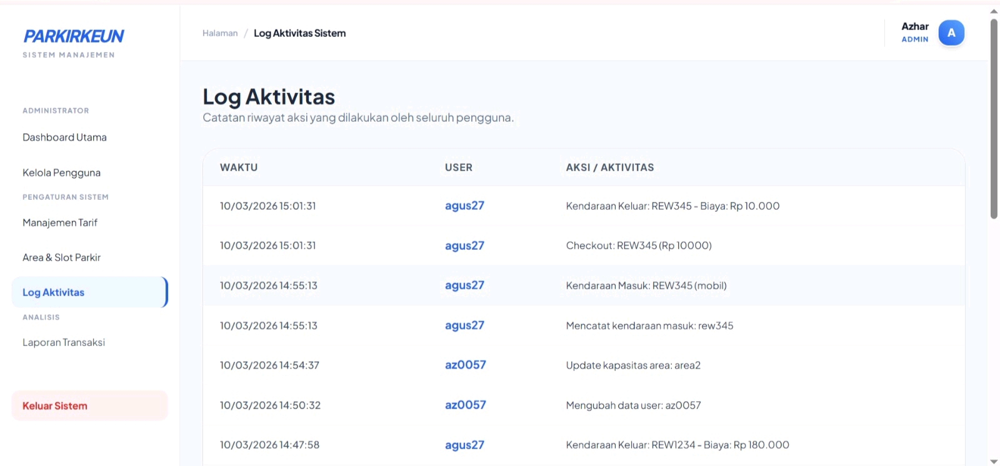 PARKIRKEUN
SISTEM MANAJEMEN
ADMINISTRATOR
Dashboard Utama
Kelola Pengguna
PENGATURAN SISTEM
Manajemen Tarif
Area & Slot Parkir
Log Aktivitas
ANALISIS
Laporan Transaksi
Keluar Sistem
Halaman / Log Aktivitas Sistem
Azhar
ADMIN
A
Log Aktivitas
Catatan riwayat aksi yang dilakukan oleh seluruh pengguna.
WAKTU USER AKSI / AKTIVITAS
10/03/2026 15:01:31 agus27 Kendaraan Keluar: REW345 - Biaya: Rp 10.000
10/03/2026 15:01:31 agus27 Checkout: REW345 (Rp 10000)
10/03/2026 14:55:13 agus27 Kendaraan Masuk: REW345 (mobil)
10/03/2026 14:55:13 agus27 Mencatat kendaraan masuk: rew345
10/03/2026 14:54:37 az0057 Update kapasitas area: area2
10/03/2026 14:50:32 az0057 Mengubah data user: az0057
10/03/2026 14:47:58 agus27 Kendaraan Keluar: REW1234 - Biaya: Rp 180.000